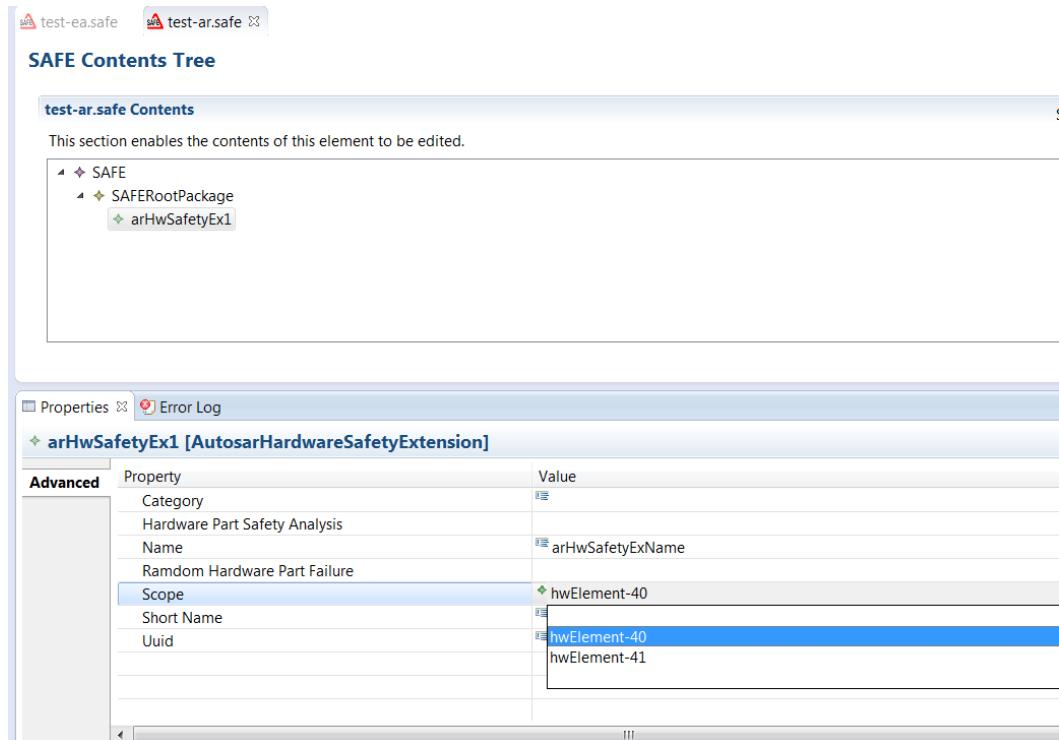 test-ea.safe test-ar.safe
SAFE Contents Tree
test-ar.safe Contents
This section enables the contents of this element to be edited.
SAFE
SAFERootPackage
arHwSafetyEx1
Properties Error Log
arHwSafetyEx1 [AutosarHardwareSafetyExtension]
Advanced
Property Value
Category
Hardware Part Safety Analysis
Name arHwSafetyExName
Ramdom Hardware Part Failure
Scope hwElement-40
Short Name
Uuid hwElement-40
hwElement-41